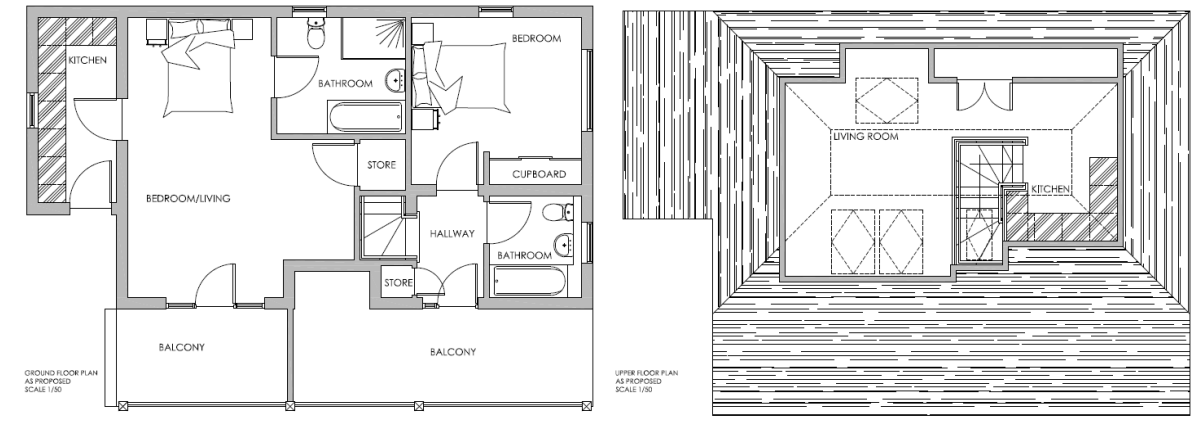 KITCHEN
BATHROOM
BEDROOM
STORE
CUPBOARD
BEDROOM/LIVING
HALLWAY
BATHROOM
STORE
BALCONY
BALCONY
GROUND FLOOR PLAN
AS PROPOSED
SCALE 1/50
LIVING ROOM
KITCHEN
UPPER FLOOR PLAN
AS PROPOSED
SCALE 1/50